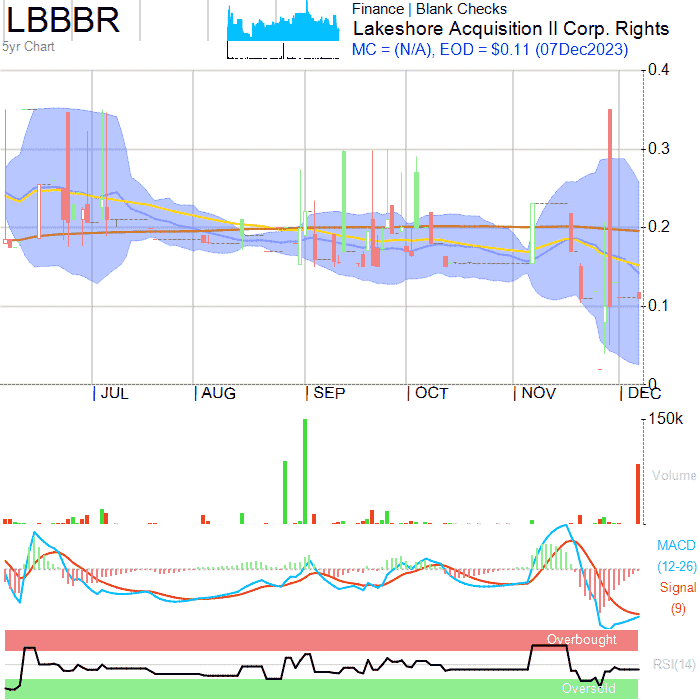 LBBBR
5yr Chart
Finance | Blank Checks
Lakeshore Acquisition II Corp. Rights
MC = (N/A), EOD = $0.11 (07Dec2023)
0.4
0.3
0.2
0.1
0
JUL AUG SEP OCT NOV DEC
150k
Volume
MACD
(12-26)
Signal
(9)
Overbought
RSI(14)
Oversold